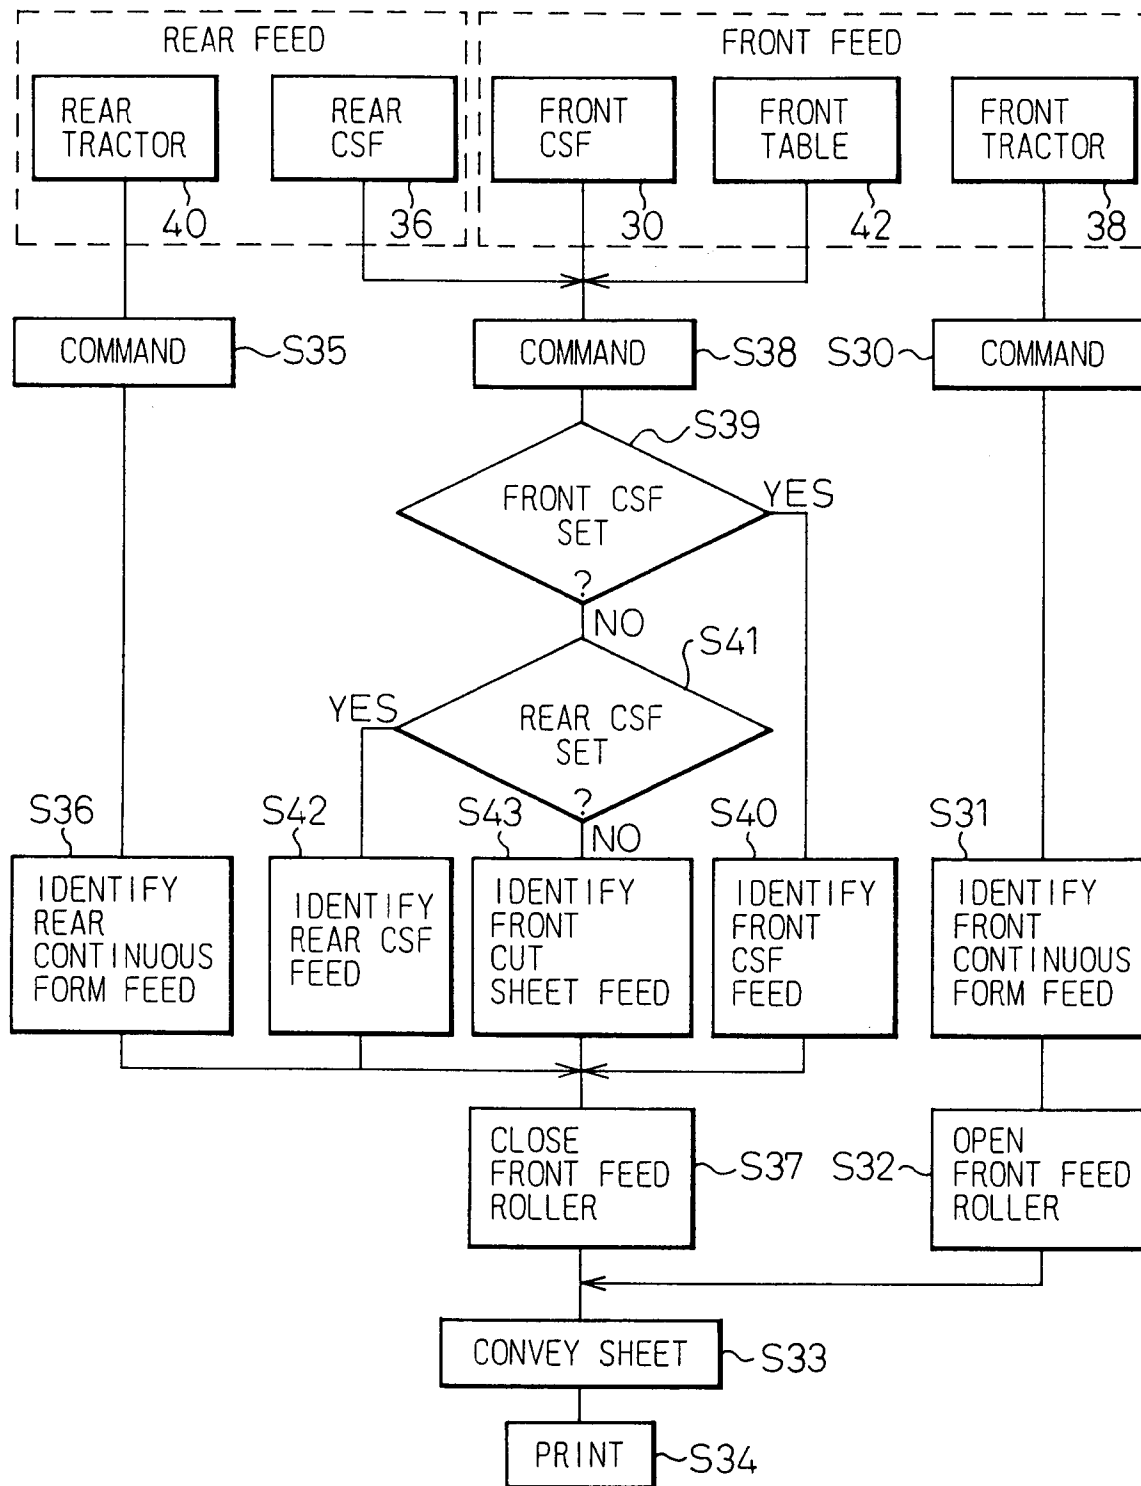 REAR FEED
FRONT FEED
REAR
TRACTOR
REAR
CSF
FRONT
CSF
FRONT
TABLE
FRONT
TRACTOR
40
36
30
42
38
COMMAND
S35
COMMAND
S38
S30
COMMAND
S39
FRONT CSF
SET
?
YES
NO
S41
YES
REAR CSF
SET
?
NO
S36
S42
S43
S40
S31
IDENTIFY
REAR
CONTINUOUS
FORM FEED
IDENTIFY
REAR CSF
FEED
IDENTIFY
FRONT
CUT
SHEET FEED
IDENTIFY
FRONT
CSF
FEED
IDENTIFY
FRONT
CONTINUOUS
FORM FEED
CLOSE
FRONT FEED
ROLLER
S37
S32
OPEN
FRONT FEED
ROLLER
CONVEY SHEET
S33
PRINT
S34